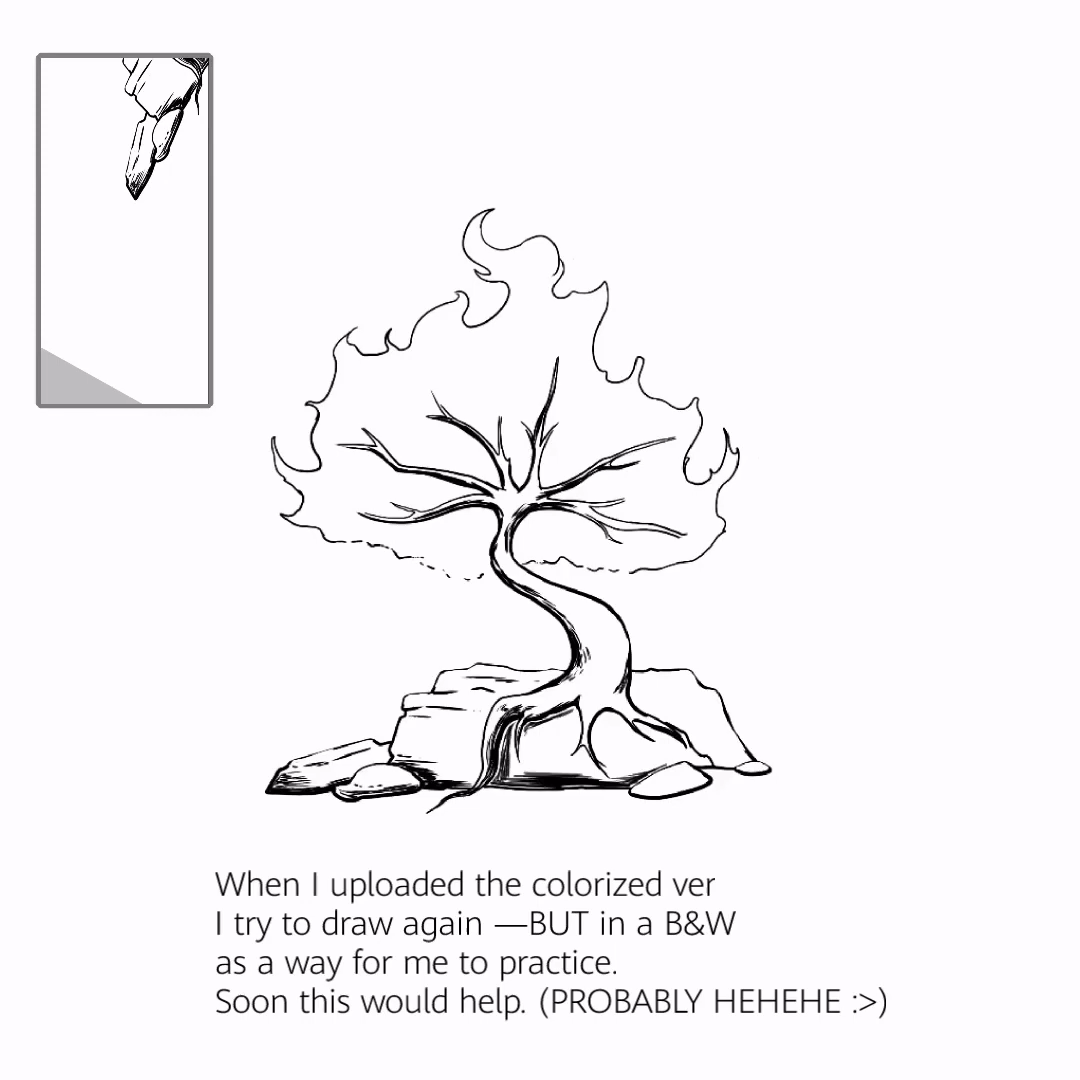 When I uploaded the colorized ver
I try to draw again —BUT in a B&W
as a way for me to practice.
Soon this would help. (PROBABLY HEHEHE :>)